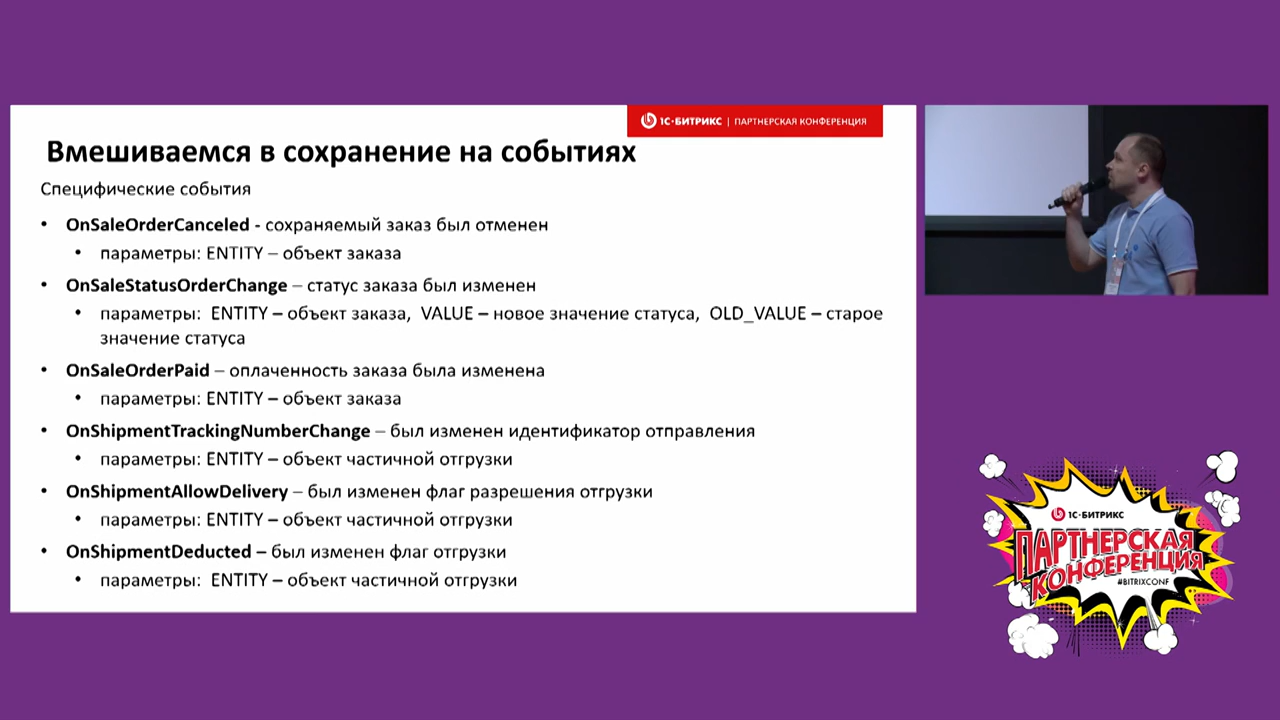 1С-БИТРИКС | ПАРТНЕРСКАЯ КОНФЕРЕНЦИЯ
Вмешиваемся в сохранение на событиях
Специфические события
• OnSaleOrderCanceled - сохраняемый заказ был отменен
• параметры: ENTITY – объект заказа
• OnSaleStatusOrderChange – статус заказа был изменен
• параметры: ENTITY – объект заказа, VALUE – новое значение статуса, OLD_VALUE – старое
значение статуса
• OnSaleOrderPaid – оплаченность заказа была изменена
• параметры: ENTITY – объект заказа
• OnShipmentTrackingNumberChange – был изменен идентификатор отправления
• параметры: ENTITY – объект частичной отгрузки
• OnShipmentAllowDelivery – был изменен флаг разрешения отгрузки
• параметры: ENTITY – объект частичной отгрузки
• OnShipmentDeducted – был изменен флаг отгрузки
• параметры: ENTITY – объект частичной отгрузки
1С-БИТРИКС
ПАРТНЕРСКАЯ
КОНФЕРЕНЦИЯ
#BITRIXCONF